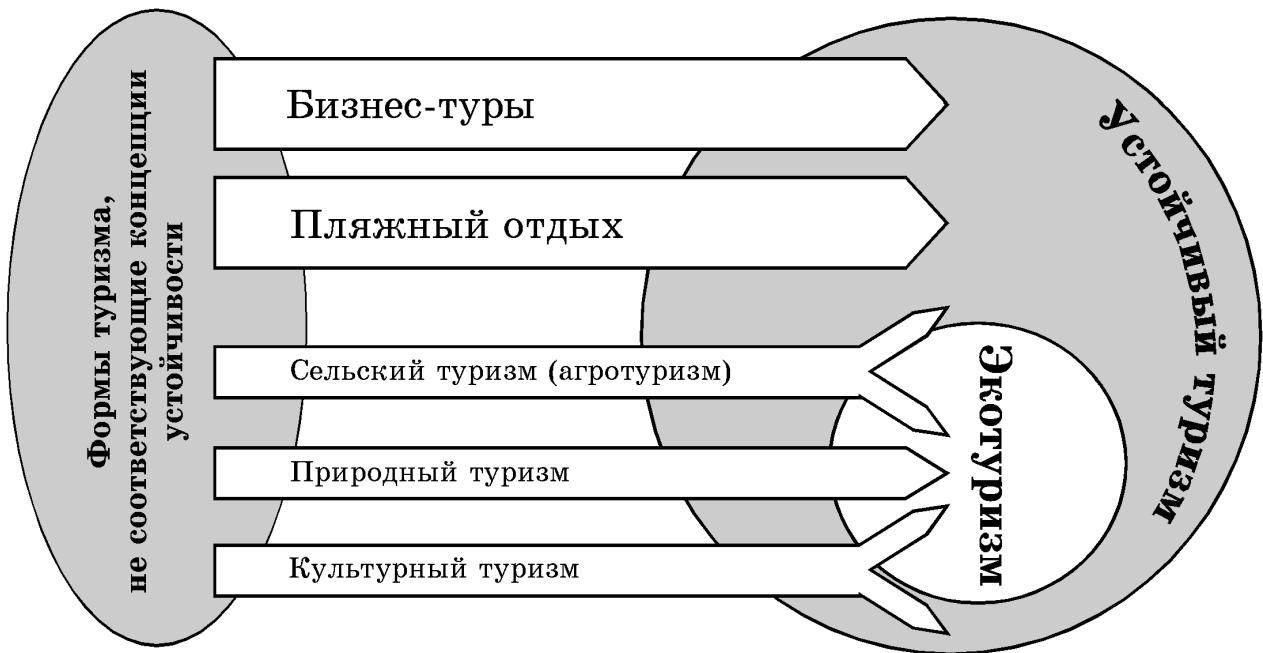 Формы туризма,
не соответствующие концепции
устойчивости
Бизнес-туры
Пляжный отдых
Сельский туризм (агротуризм)
Природный туризм
Культурный туризм
Экотуризм
Устойчивый туризм